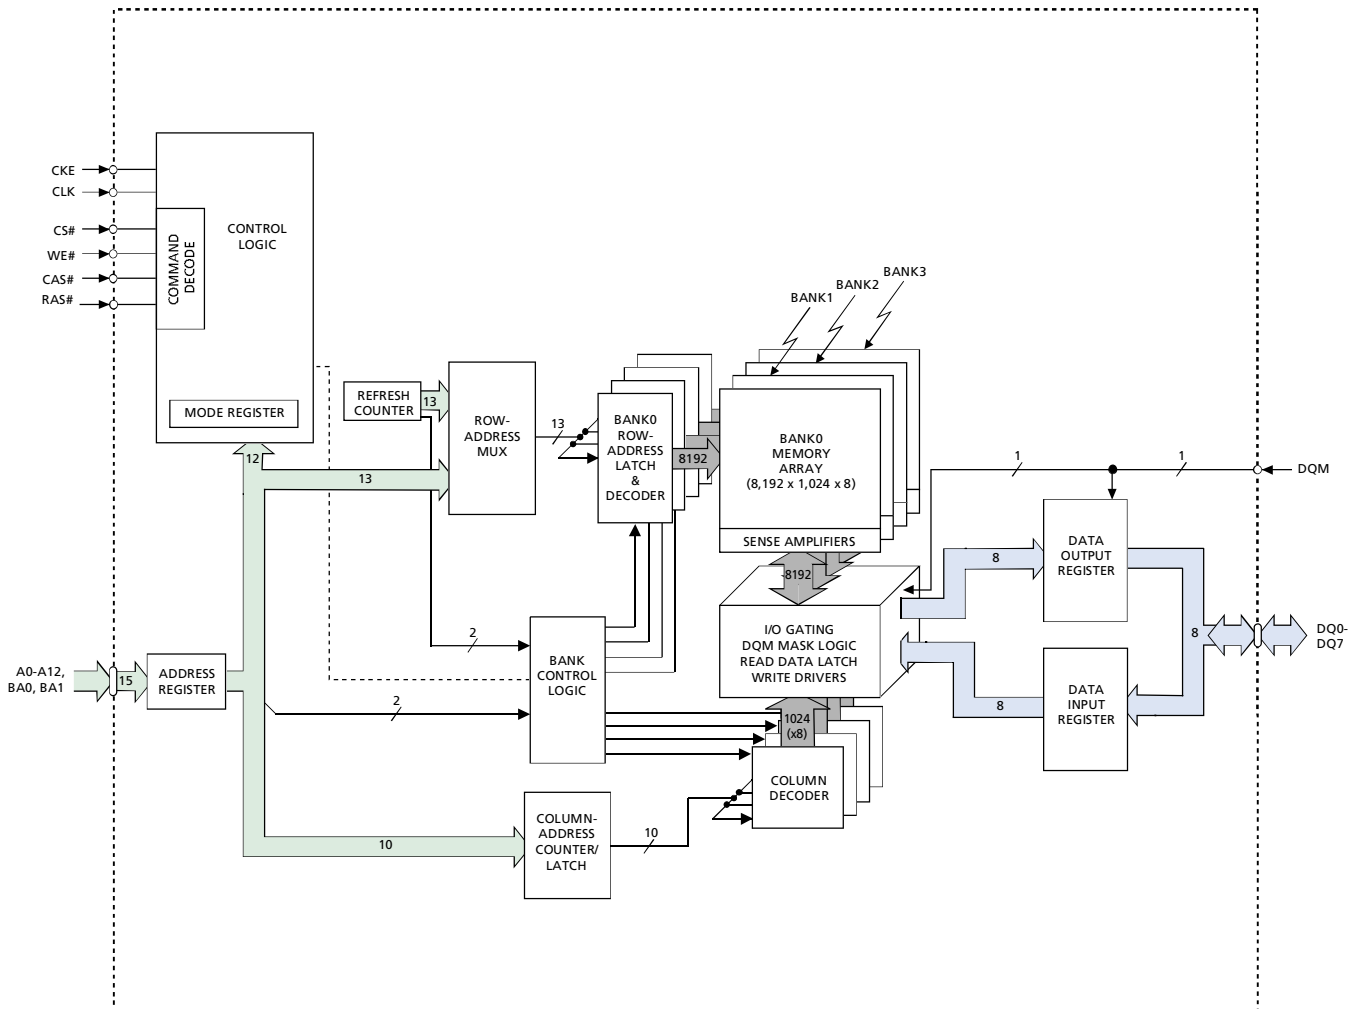 CKE
CLK
CS#
WE#
CAS#
RAS#
COMMAND
DECODE
CONTROL
LOGIC
MODE REGISTER
12
REFRESH
COUNTER
13
13
ROW-
ADDRESS
MUX
13
BANK0
ROW-
ADDRESS
LATCH
&
DECODER
8192
BANK1
BANK2
BANK3
BANK0
MEMORY
ARRAY
(8,192 x 1,024 x 8)
SENSE AMPLIFIERS
8192
I/O GATING
DQM MASK LOGIC
READ DATA LATCH
WRITE DRIVERS
1024
(x8)
COLUMN
DECODER
1
1
DQM
8
DATA
OUTPUT
REGISTER
8
DQ0-
DQ7
8
DATA
INPUT
REGISTER
A0-A12,
BA0, BA1
15
ADDRESS
REGISTER
2
2
BANK
CONTROL
LOGIC
10
COLUMN-
ADDRESS
COUNTER/
LATCH
10